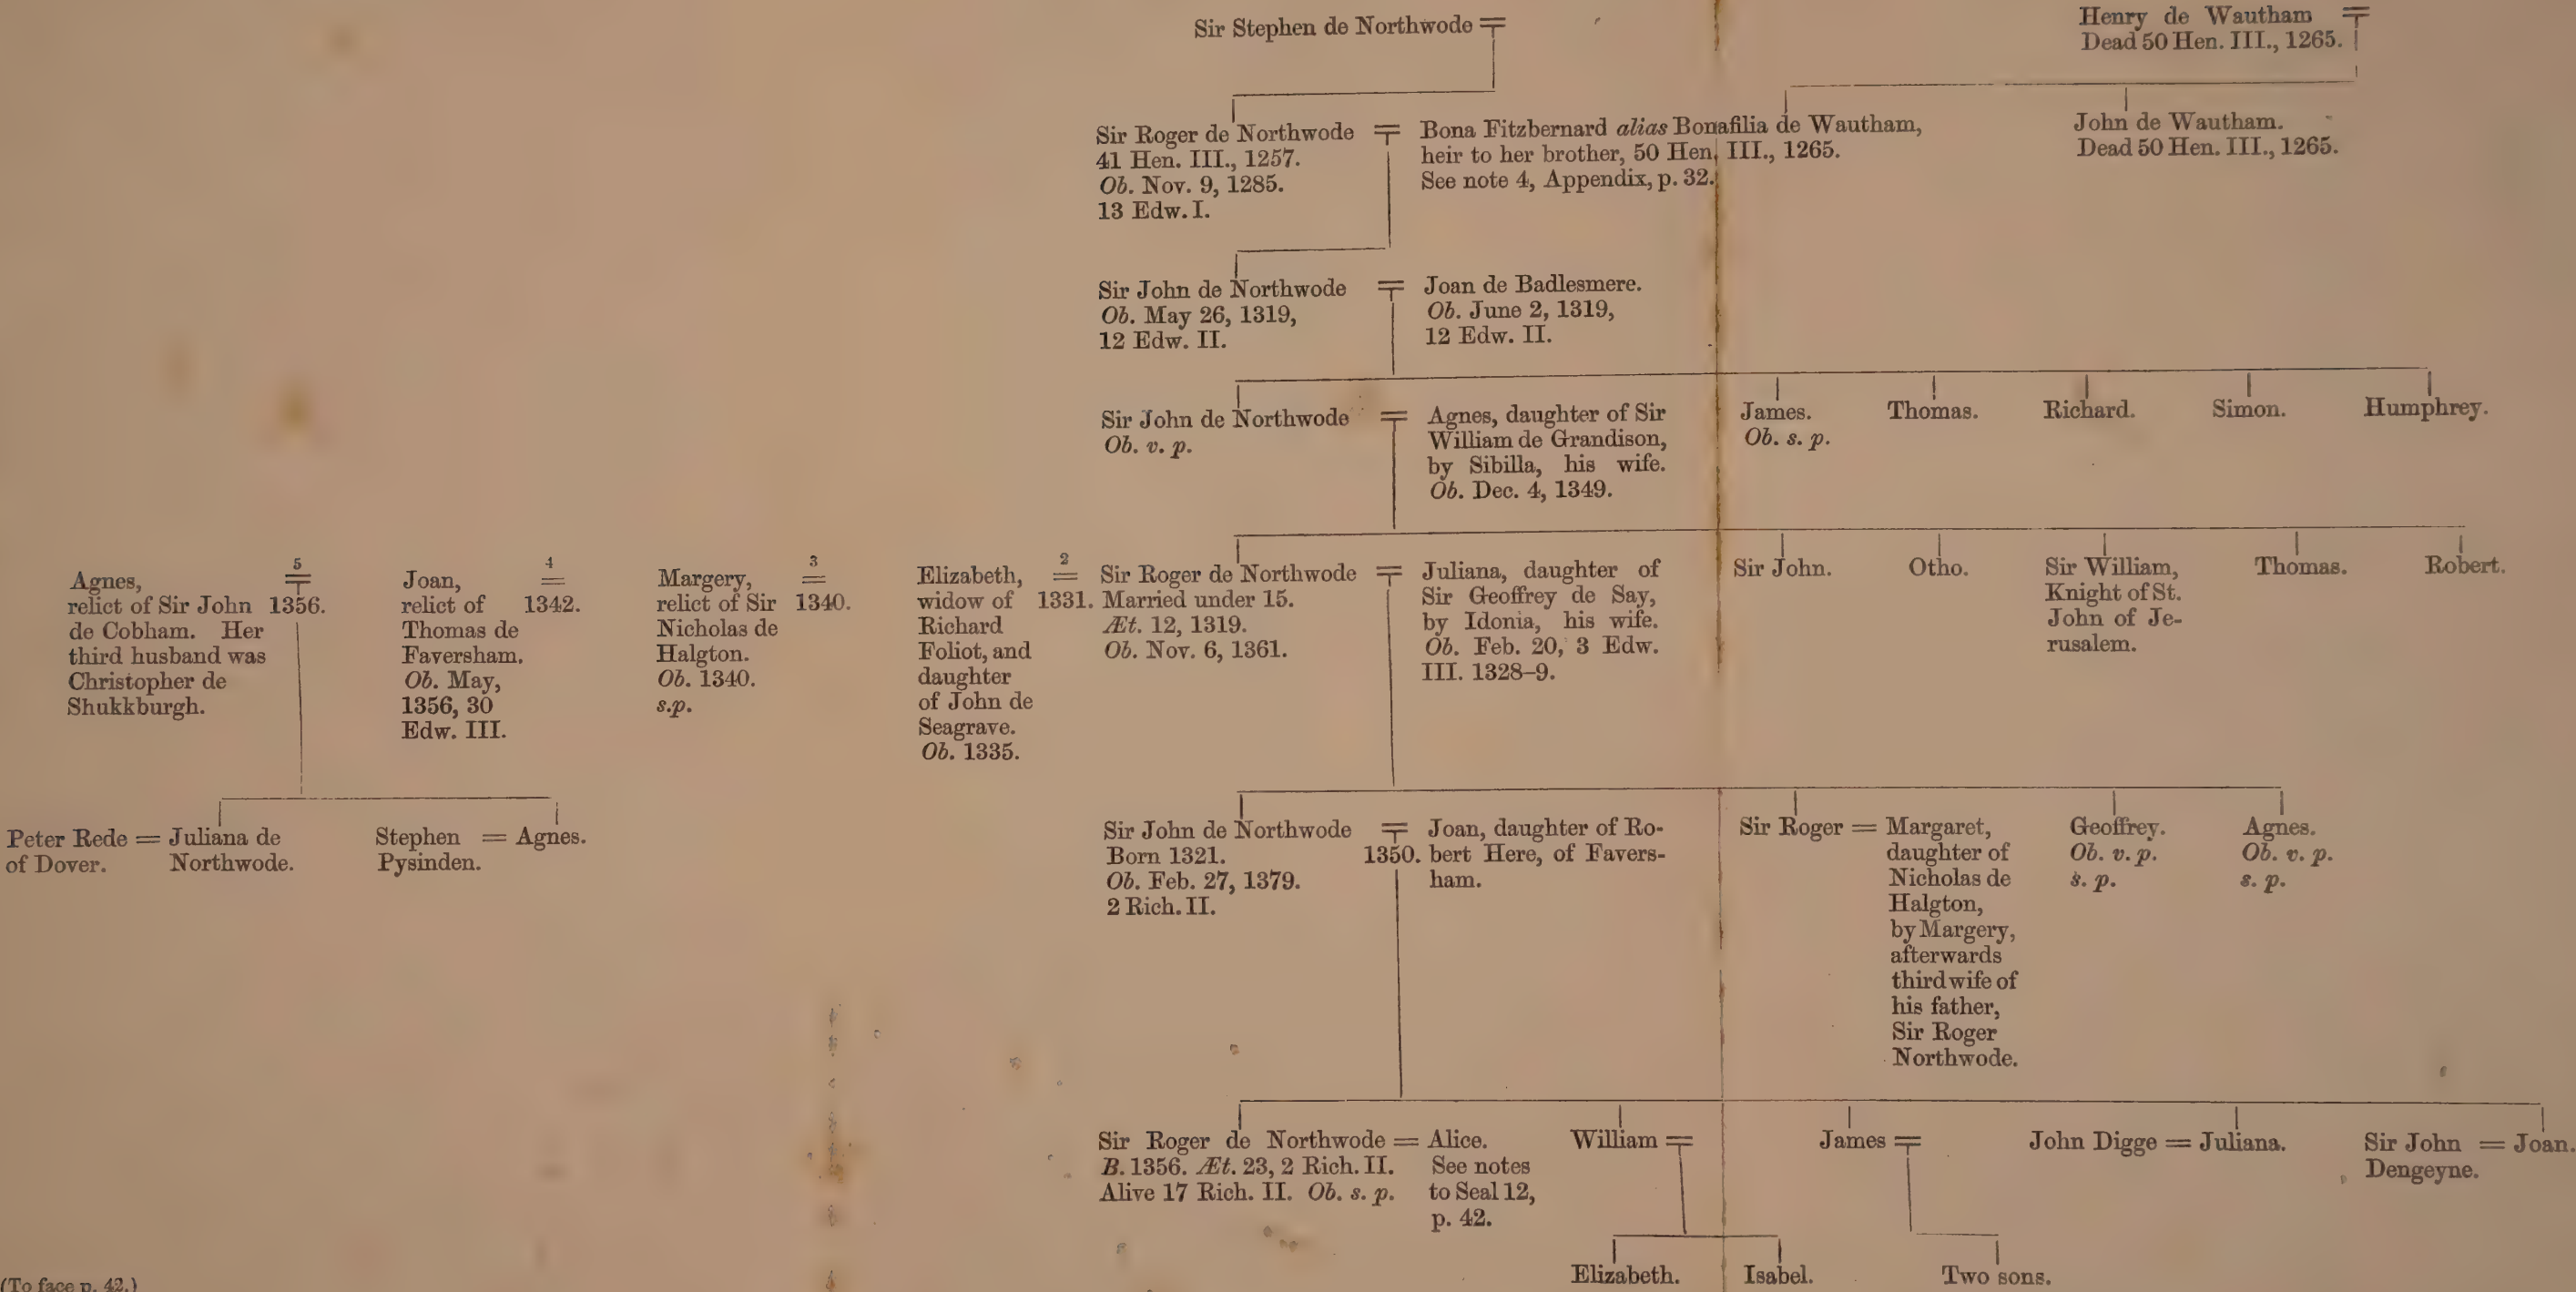 Sir Stephen de Northwode
Henry de Wautham
Dead 50 Hen. III., 1265.
Sir Roger de Northwode
41 Hen. III., 1257.
Ob. Nov. 9, 1285.
13 Edw. I.
Bona Fitzbernard alias Bonafilia de Wautham,
heir to her brother, 50 Hen. III., 1265.
See note 4, Appendix, p. 32.
John de Wautham.
Dead 50 Hen. III., 1265.
Sir John de Northwode
Ob. May 26, 1319,
12 Edw. II.
Joan de Badlesmere.
Ob. June 2, 1319,
12 Edw. II.
Sir John de Northwode
Ob. v. p.
Agnes, daughter of Sir
William de Grandison,
by Sibilla, his wife.
Ob. Dec. 4, 1349.
James.
Ob. s. p.
Thomas.
Richard.
Simon.
Humphrey.
Agnes,
relict of Sir John
de Cobham. Her
third husband was
Christopher de
Shukkburgh.
5
=
1356.
Joan,
relict of
Thomas de
Faversham.
Ob. May,
1356, 30
Edw. III.
4
=
1342.
Margery,
relict of Sir
Nicholas de
Halgton.
Ob. 1340.
s.p.
3
=
1340.
Elizabeth,
widow of
Richard
Foliot, and
daughter
of John de
Seagrave.
Ob. 1335.
2
=
1331.
Sir Roger de Northwode
Married under 15.
Æt. 12, 1319.
Ob. Nov. 6, 1361.
Juliana, daughter of
Sir Geoffrey de Say,
by Idonia, his wife.
Ob. Feb. 20, 3 Edw.
III. 1328–9.
Sir John.
Otho.
Sir William,
Knight of St.
John of Je-
rusalem.
Thomas.
Robert.
Peter Rede = Juliana de
of Dover. Northwode.
Stephen = Agnes.
Pysinden.
Sir John de Northwode
Born 1321.
Ob. Feb. 27, 1379.
2 Rich. II.
1350.
Joan, daughter of Ro-
bert Here, of Favers-
ham.
Sir Roger = Margaret,
daughter of
Nicholas de
Halgton,
by Margery,
afterwards
third wife of
his father,
Sir Roger
Northwode.
Geoffrey.
Ob. v. p.
s. p.
Agnes.
Ob. v. p.
s. p.
Sir Roger de Northwode = Alice.
B. 1356. Æt. 23, 2 Rich. II.
Alive 17 Rich. II. Ob. s. p.
See notes
to Seal 12,
p. 42.
William
James
John Digge = Juliana.
Sir John = Joan.
Dengeyne.
Elizabeth.
Isabel.
Two sons.
(To face p. 42.)